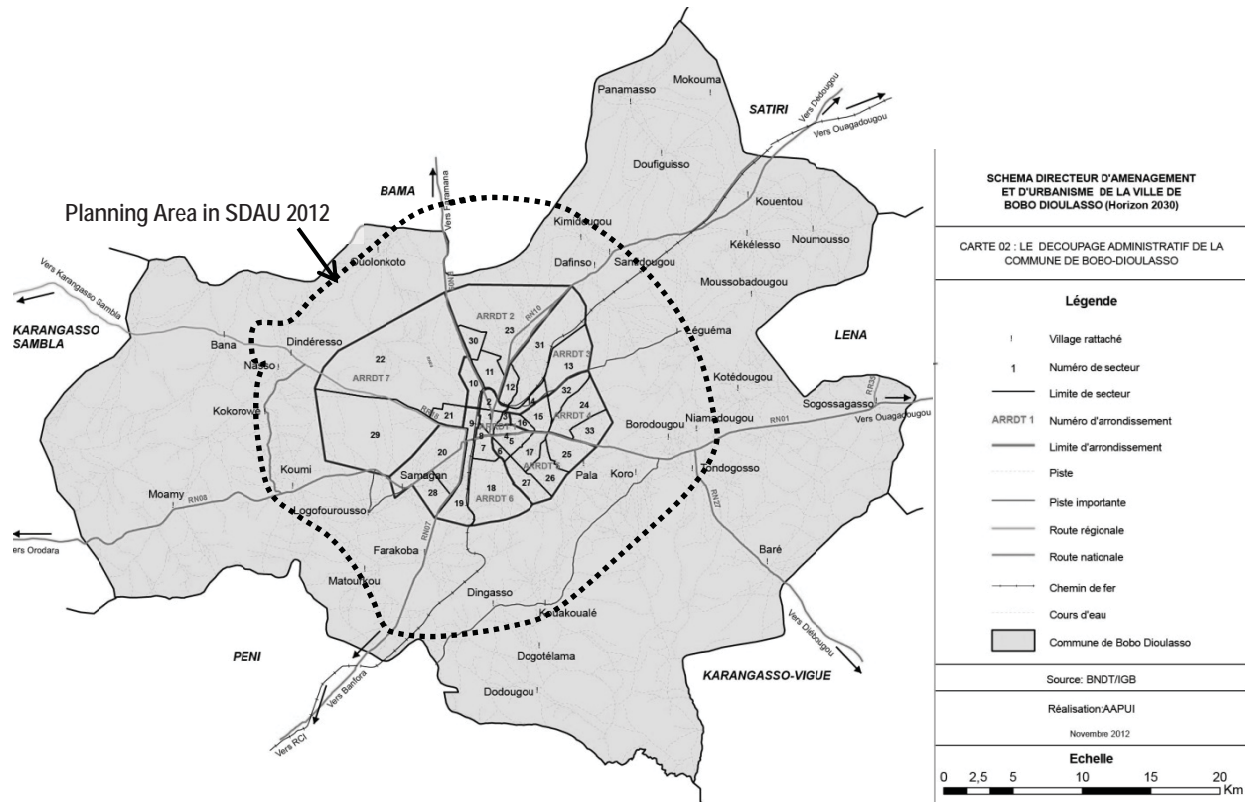 Mokouma
Panamasso
SATIRI
Vers Dédougou
Vers Ouagadougou
Doufiguisso
BAMA
Vers Faramana
Planning Area in SDAU 2012
Kouentou
Kimidougou
Kékélesso
Noumousso
Dafinso
Samdougou
Duolonkoto
Moussobadougou
Vers Karangasso Sambla
KARANGASSO
SAMBLA
LENA
ARRDT 2
23
RN10
Léguéma
Bana
Dindéresso
30
31
ARRDT 3
22
11
13
Nasso
ARRDT 7
10
12
32
Kotédougou
2
24
Sogossagasso
RR35
Vers Ouagadougou
Kokorowe
21
9
1
3
15
ARRDT 4
16
Niamadougou
RN01
29
8
4
33
Borodougou
5
7
6
20
17
25
Koumi
Samagan
Pala
Koro
Tondogosso
Moamy
RN08
28
18
27
26
ARRDT 6
19
RN27
Logofourousso
RN07
ers Orodara
Farakoba
Baré
Matourkou
Dingasso
Kouakoualé
Vers Diébougou
PENI
Dogotélama
KARANGASSO-VIGUE
Vers Banfora
Dodougou
Vers RCI
SCHEMA DIRECTEUR D'AMENAGEMENT
ET D'URBANISME DE LA VILLE DE
BOBO DIOULASSO (Horizon 2030)
CARTE 02 : LE DECOUPAGE ADMINISTRATIF DE LA
COMMUNE DE BOBO-DIOULASSO
Légende
Village rattaché
1 Numéro de secteur
Limite de secteur
ARRDT 1 Numéro d'arrondissement
Limite d'arrondissement
Piste
Piste importante
Route régionale
Route nationale
Chemin de fer
Cours d'eau
Commune de Bobo Dioulasso
Source: BNDT/IGB
Réalisation:AAPUI
Novembre 2012
Echelle
0 2,5 5 10 15 20
Km